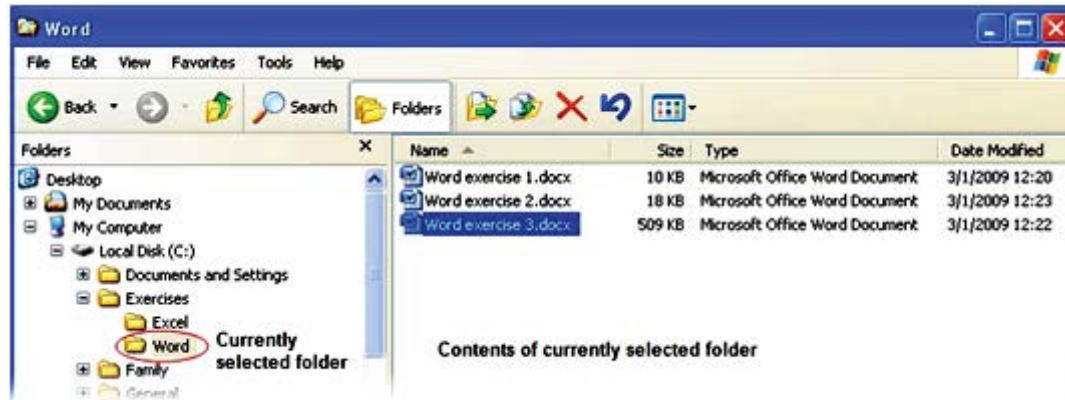 Word
File Edit View Favorites Tools Help
Back Search Folders
Folders × Name Size Type Date Modified
Desktop
My Documents
My Computer
Local Disk (C:)
Documents and Settings
Exercises
Excel
Word
Family
General
Currently
selected folder
Word exercise 1.docx 10 KB Microsoft Office Word Document 3/1/2009 12:20
Word exercise 2.docx 18 KB Microsoft Office Word Document 3/1/2009 12:23
Word exercise 3.docx 509 KB Microsoft Office Word Document 3/1/2009 12:22
Contents of currently selected folder